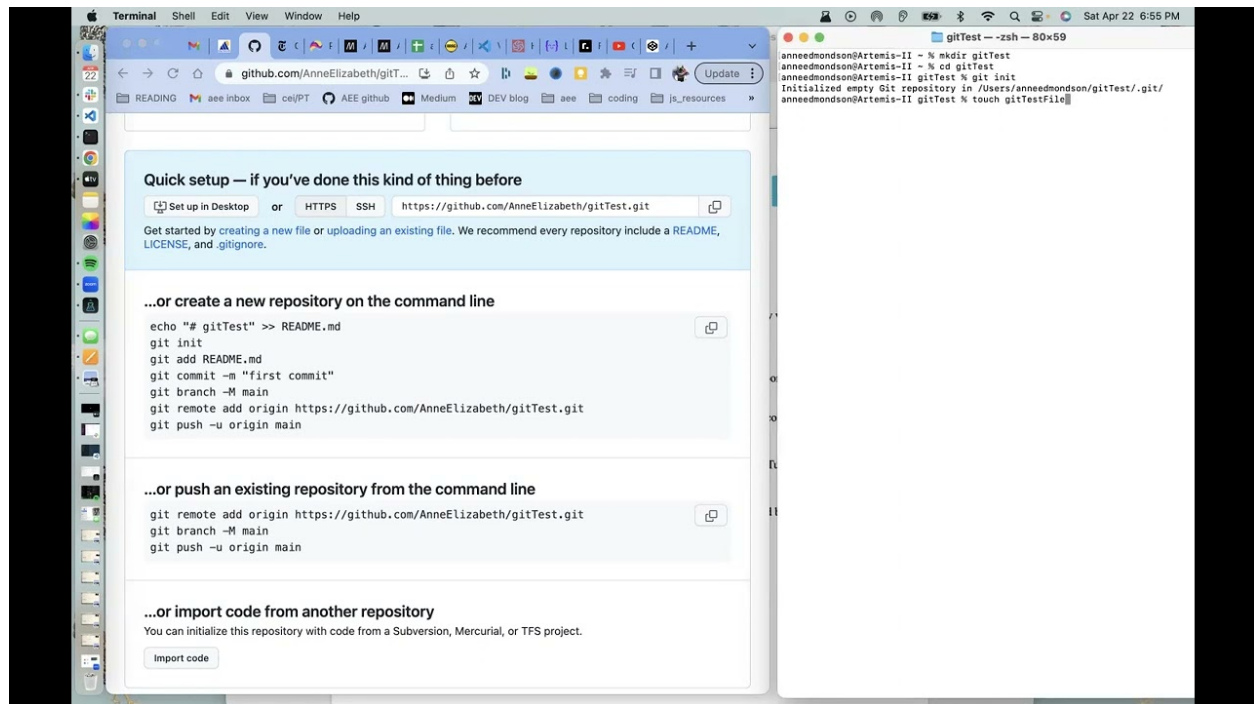 Terminal Shell Edit View Window Help
Sat Apr 22 6:55 PM
22
github.com/AnneElizabeth/gitT...
Update
READING
aee inbox
cei/PT
AEE github
Medium
DEV blog
aee
coding
js_resources
»
Quick setup — if you've done this kind of thing before
Set up in Desktop or HTTPS SSH https://github.com/AnneElizabeth/gitTest.git
Get started by creating a new file or uploading an existing file. We recommend every repository include a README,
LICENSE, and .gitignore.
...or create a new repository on the command line
echo "# gitTest" >> README.md
git init
git add README.md
git commit -m "first commit"
git branch -M main
git remote add origin https://github.com/AnneElizabeth/gitTest.git
git push -u origin main
...or push an existing repository from the command line
git remote add origin https://github.com/AnneElizabeth/gitTest.git
git branch -M main
git push -u origin main
...or import code from another repository
You can initialize this repository with code from a Subversion, Mercurial, or TFS project.
Import code
gitTest — -zsh — 80×59
anneedmondson@Artemis-II ~ % mkdir gitTest
anneedmondson@Artemis-II ~ % cd gitTest
anneedmondson@Artemis-II gitTest % git init
Initialized empty Git repository in /Users/anneedmondson/gitTest/.git/
anneedmondson@Artemis-II gitTest % touch gitTestFile